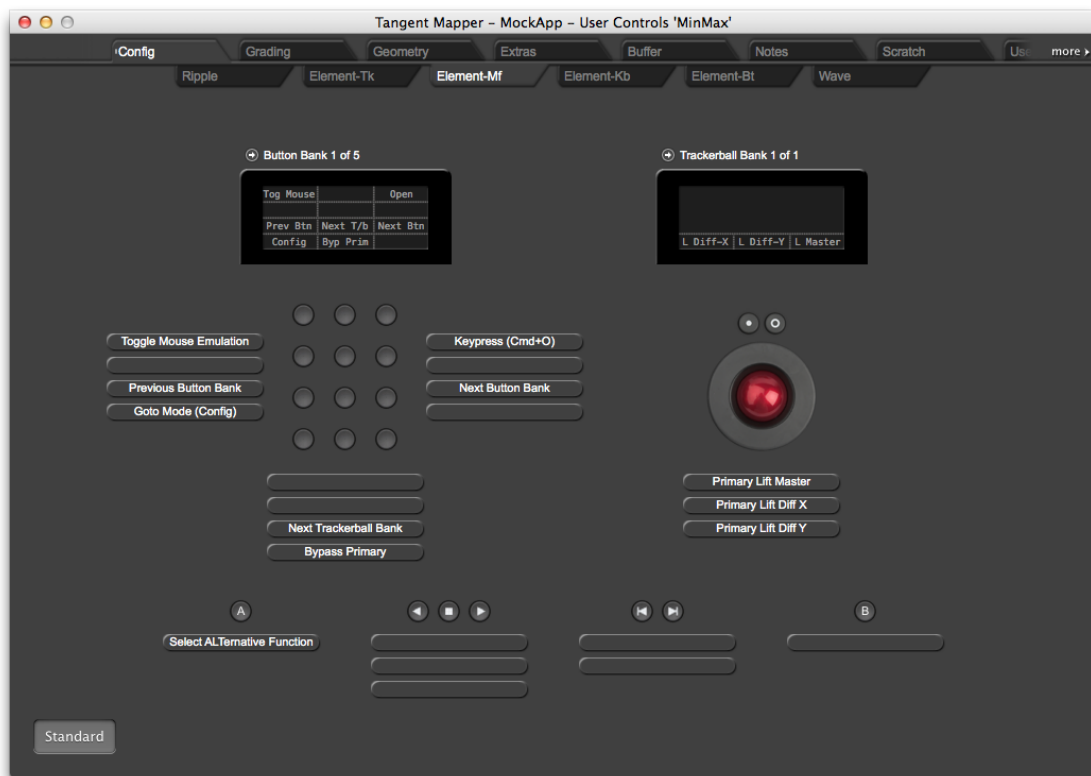 Tangent Mapper – MockApp – User Controls 'MinMax'
Config Grading Geometry Extras Buffer Notes Scratch more
Ripple Element-Tk Element-Mf Element-Kb Element-Bt Wave
Button Bank 1 of 5
Trackerball Bank 1 of 1
Tog Mouse Open
Prev Btn Next T/b Next Btn
Config Byp Prim
L Diff-X L Diff-Y L Master
Toggle Mouse Emulation
Keypress (Cmd+O)
Previous Button Bank
Next Button Bank
Goto Mode (Config)
Primary Lift Master
Primary Lift Diff X
Next Trackerball Bank
Primary Lift Diff Y
Bypass Primary
A
B
Select ALTernative Function
Standard